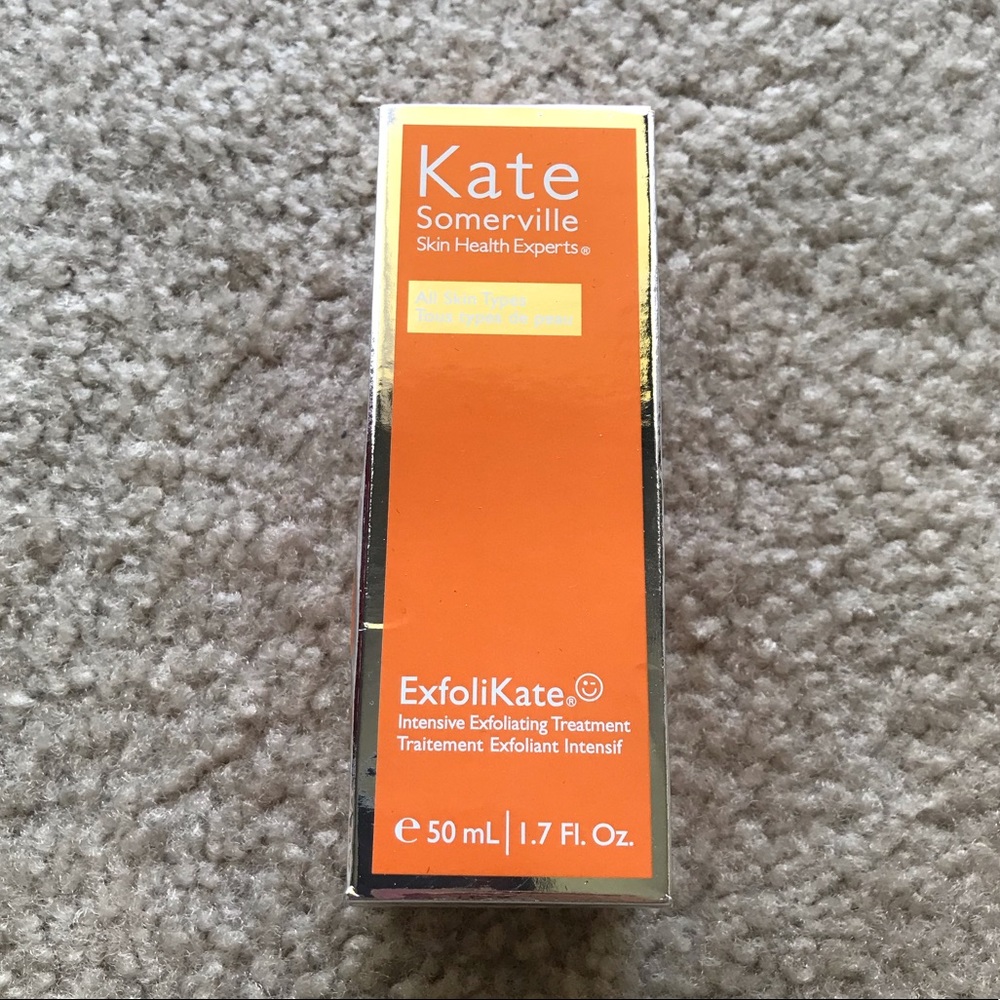 Kate
Somerville
Skin Health Experts®
All Skin Types
Tous types de peau
ExfoliKate®
Intensive Exfoliating Treatment
Traitement Exfoliant Intensif
℮ 50 mL | 1.7 Fl. Oz.